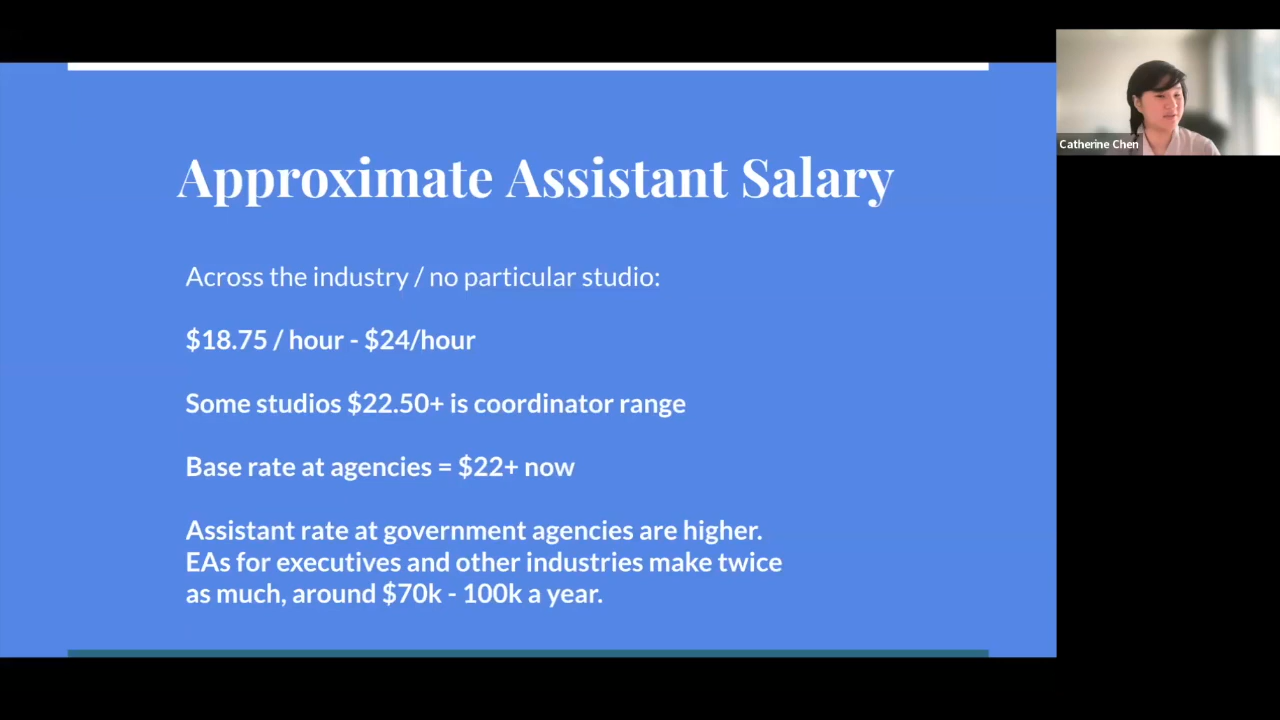 Approximate Assistant Salary
Across the industry / no particular studio:
$18.75 / hour - $24/hour
Some studios $22.50+ is coordinator range
Base rate at agencies = $22+ now
Assistant rate at government agencies are higher.
EAs for executives and other industries make twice
as much, around $70k - 100k a year.
Catherine Chen